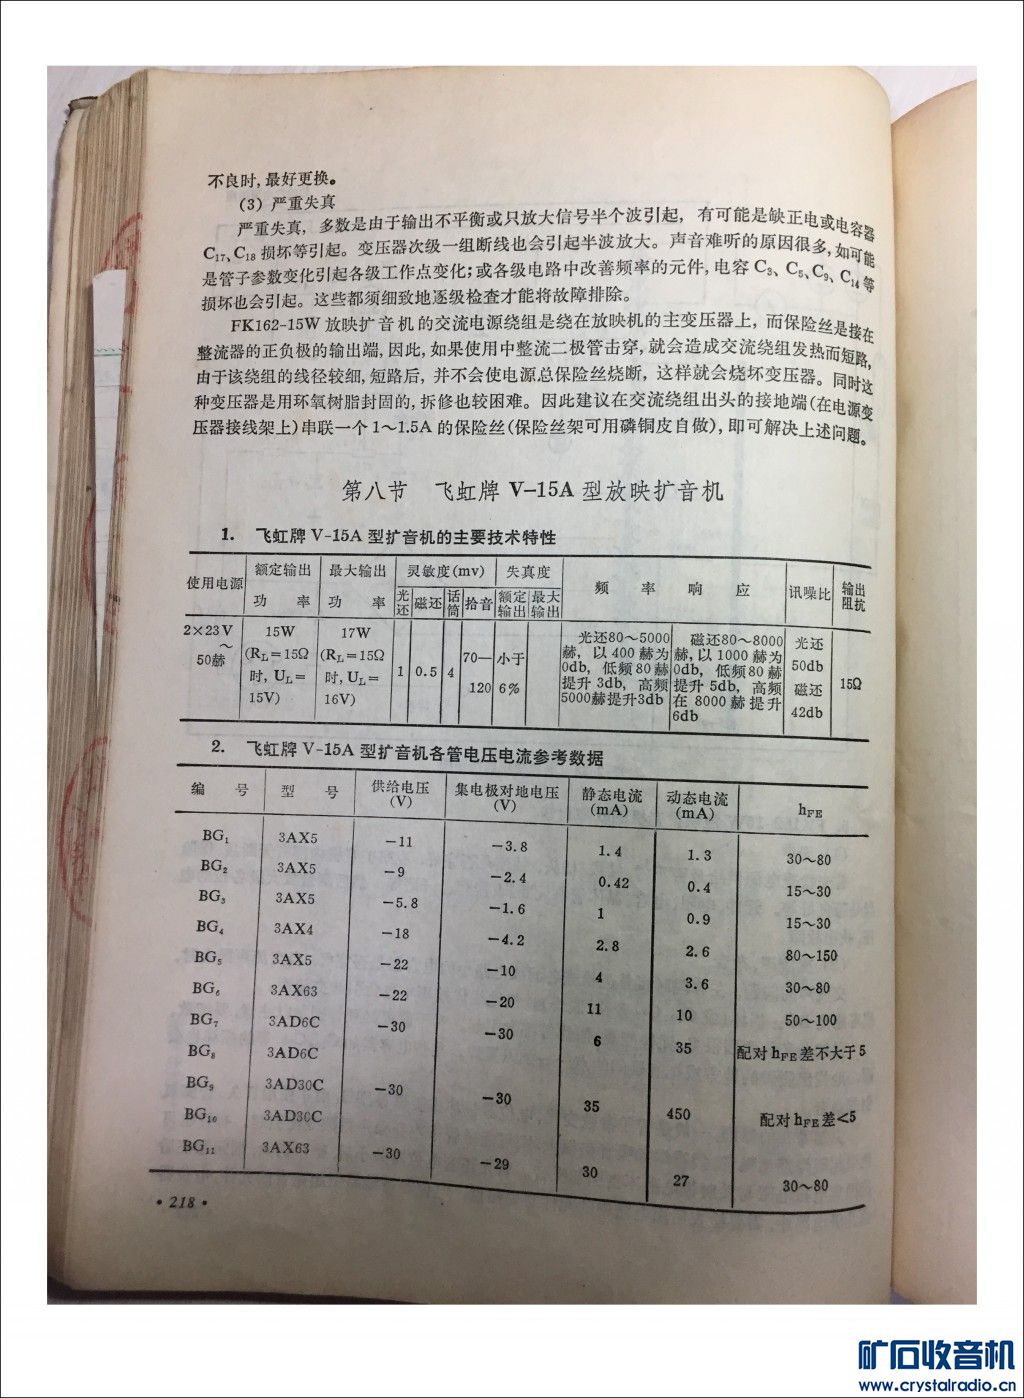 不良时,最好更换。
(3) 严重失真
严重失真，多数是由于输出不平衡或只放大信号半个波引起，有可能是缺正电或电容器
C₁₇、C₁₈ 损坏等引起。变压器次级一组断线也会引起半波放大。声音难听的原因很多,如可能
是管子参数变化引起各级工作点变化;或各级电路中改善频率的元件,电容 C₃、C₅、C₉、C₁₄ 等
损坏也会引起。这些都须细致地逐级检查才能将故障排除。
FK162-15W 放映扩音机的交流电源绕组是绕在放映机的主变压器上，而保险丝是接在
整流器的正负极的输出端,因此,如果使用中整流二极管击穿,就会造成交流绕组发热而短路,
由于该绕组的线径较细,短路后，并不会使电源总保险丝烧断，这样就会烧坏变压器。同时这
种变压器是用环氧树脂封固的,拆修也较困难。因此建议在交流绕组出头的接地端(在电源变
压器接线架上)串联一个1～1.5A 的保险丝(保险丝架可用磷铜皮自做),即可解决上述问题。
第八节 飞虹牌 V-15A 型放映扩音机
1. 飞虹牌 V-15A 型扩音机的主要技术特性
使用电源 额定输出功率 最大输出功率 灵敏度(mv) 失真度 频率响应 讯噪比 输出阻抗
光还 磁还 话筒 拾音 额定输出 最大输出
2×23V～50赫 15W (R_L=15Ω时, U_L=15V) 17W (R_L=15Ω时, U_L=16V) 1 0.5 4 70—120 小于6% 光还80～5000赫，以400赫为0db，低频80赫提升3db，高频5000赫提升3db 磁还80～8000赫,以1000赫为0db，低频80赫提升5db，高频在8000赫提升6db 光还50db 磁还42db 15Ω
2. 飞虹牌 V-15A 型扩音机各管电压电流参考数据
编号 型号 供给电压(V) 集电极对地电压(V) 静态电流(mA) 动态电流(mA) h_FE
BG₁ 3AX5 −11 −3.8 1.4 1.3 30～80
BG₂ 3AX5 −9 −2.4 0.42 0.4 15～30
BG₃ 3AX5 −5.8 −1.6 1 0.9 15～30
BG₄ 3AX4 −18 −4.2 2.8 2.6 80～150
BG₅ 3AX5 −22 −10 4 3.6 30～80
BG₆ 3AX63 −22 −20 11 10 50～100
BG₇ 3AD6C −30 −30 6 35 配对h_FE差不大于5
BG₈ 3AD6C
BG₉ 3AD30C −30 −30 35 450 配对h_FE差<5
BG₁₀ 3AD30C
BG₁₁ 3AX63 −30 −29 30 27 30～80
• 218 •
矿石收音机
www.crystalradio.cn